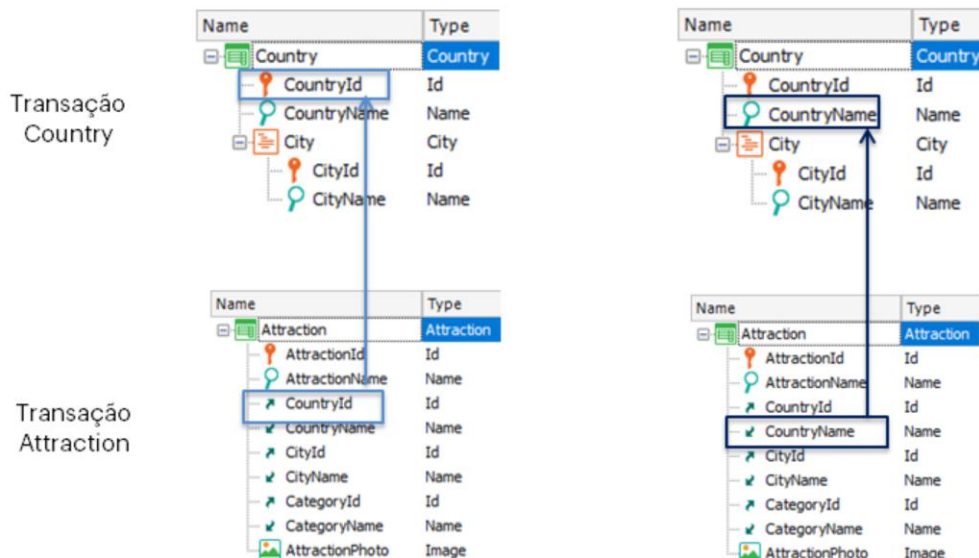 Transação
Country
Name Type
Country Country
CountryId Id
CountryName Name
City City
CityId Id
CityName Name
Name Type
Country Country
CountryId Id
CountryName Name
City City
CityId Id
CityName Name
Transação
Attraction
Name Type
Attraction Attraction
AttractionId Id
AttractionName Name
CountryId Id
CountryName Name
CityId Id
CityName Name
CategoryId Id
CategoryName Name
AttractionPhoto Image
Name Type
Attraction Attraction
AttractionId Id
AttractionName Name
CountryId Id
CountryName Name
CityId Id
CityName Name
CategoryId Id
CategoryName Name
AttractionPhoto Image